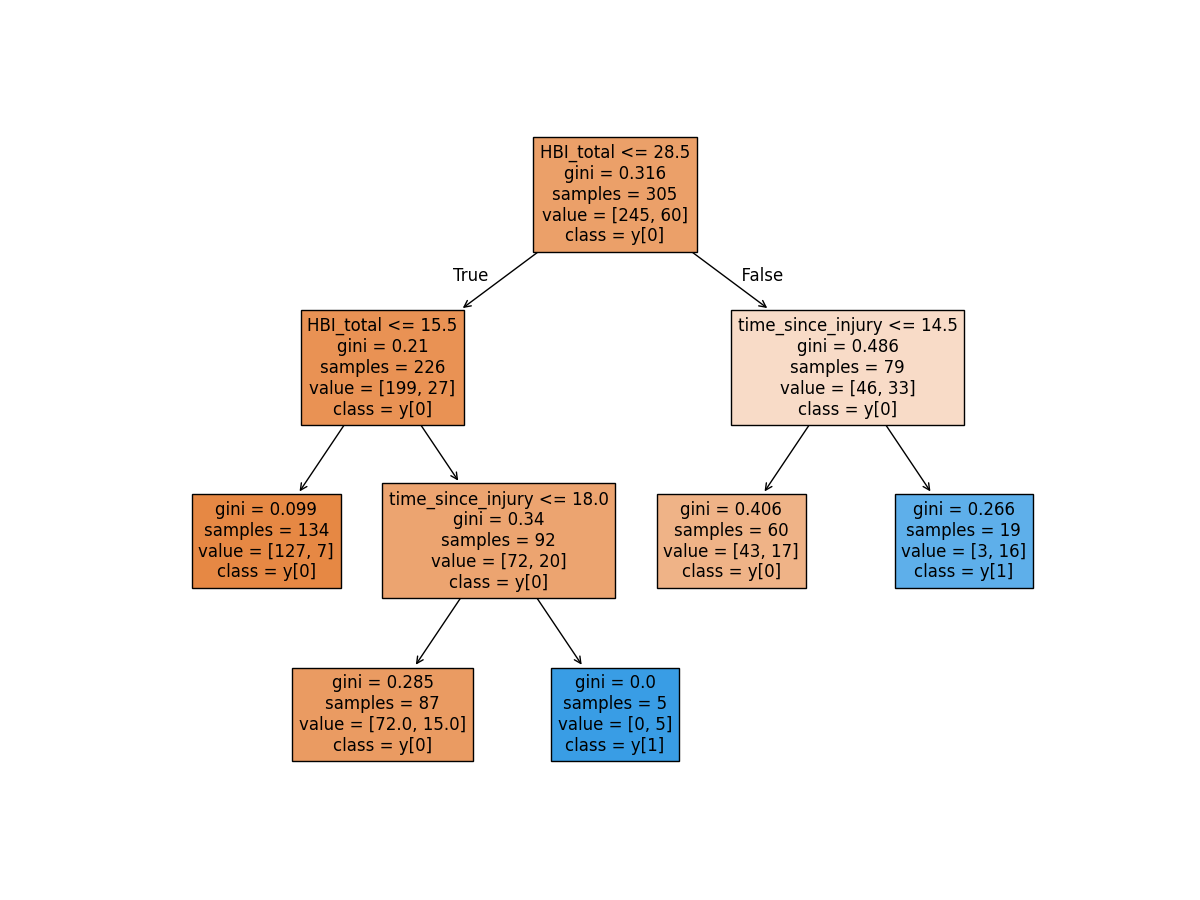 HBI_total <= 28.5
gini = 0.316
samples = 305
value = [245, 60]
class = y[0]
True
False
HBI_total <= 15.5
gini = 0.21
samples = 226
value = [199, 27]
class = y[0]
time_since_injury <= 14.5
gini = 0.486
samples = 79
value = [46, 33]
class = y[0]
gini = 0.099
samples = 134
value = [127, 7]
class = y[0]
time_since_injury <= 18.0
gini = 0.34
samples = 92
value = [72, 20]
class = y[0]
gini = 0.406
samples = 60
value = [43, 17]
class = y[0]
gini = 0.266
samples = 19
value = [3, 16]
class = y[1]
gini = 0.285
samples = 87
value = [72.0, 15.0]
class = y[0]
gini = 0.0
samples = 5
value = [0, 5]
class = y[1]